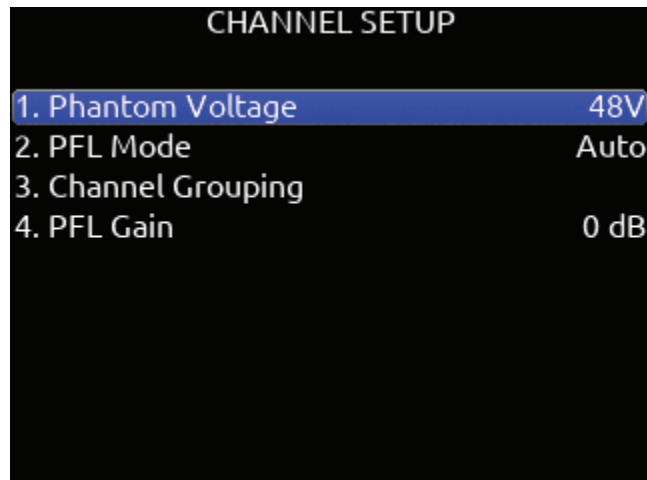 CHANNEL SETUP
1. Phantom Voltage 48V
2. PFL Mode Auto
3. Channel Grouping
4. PFL Gain 0 dB